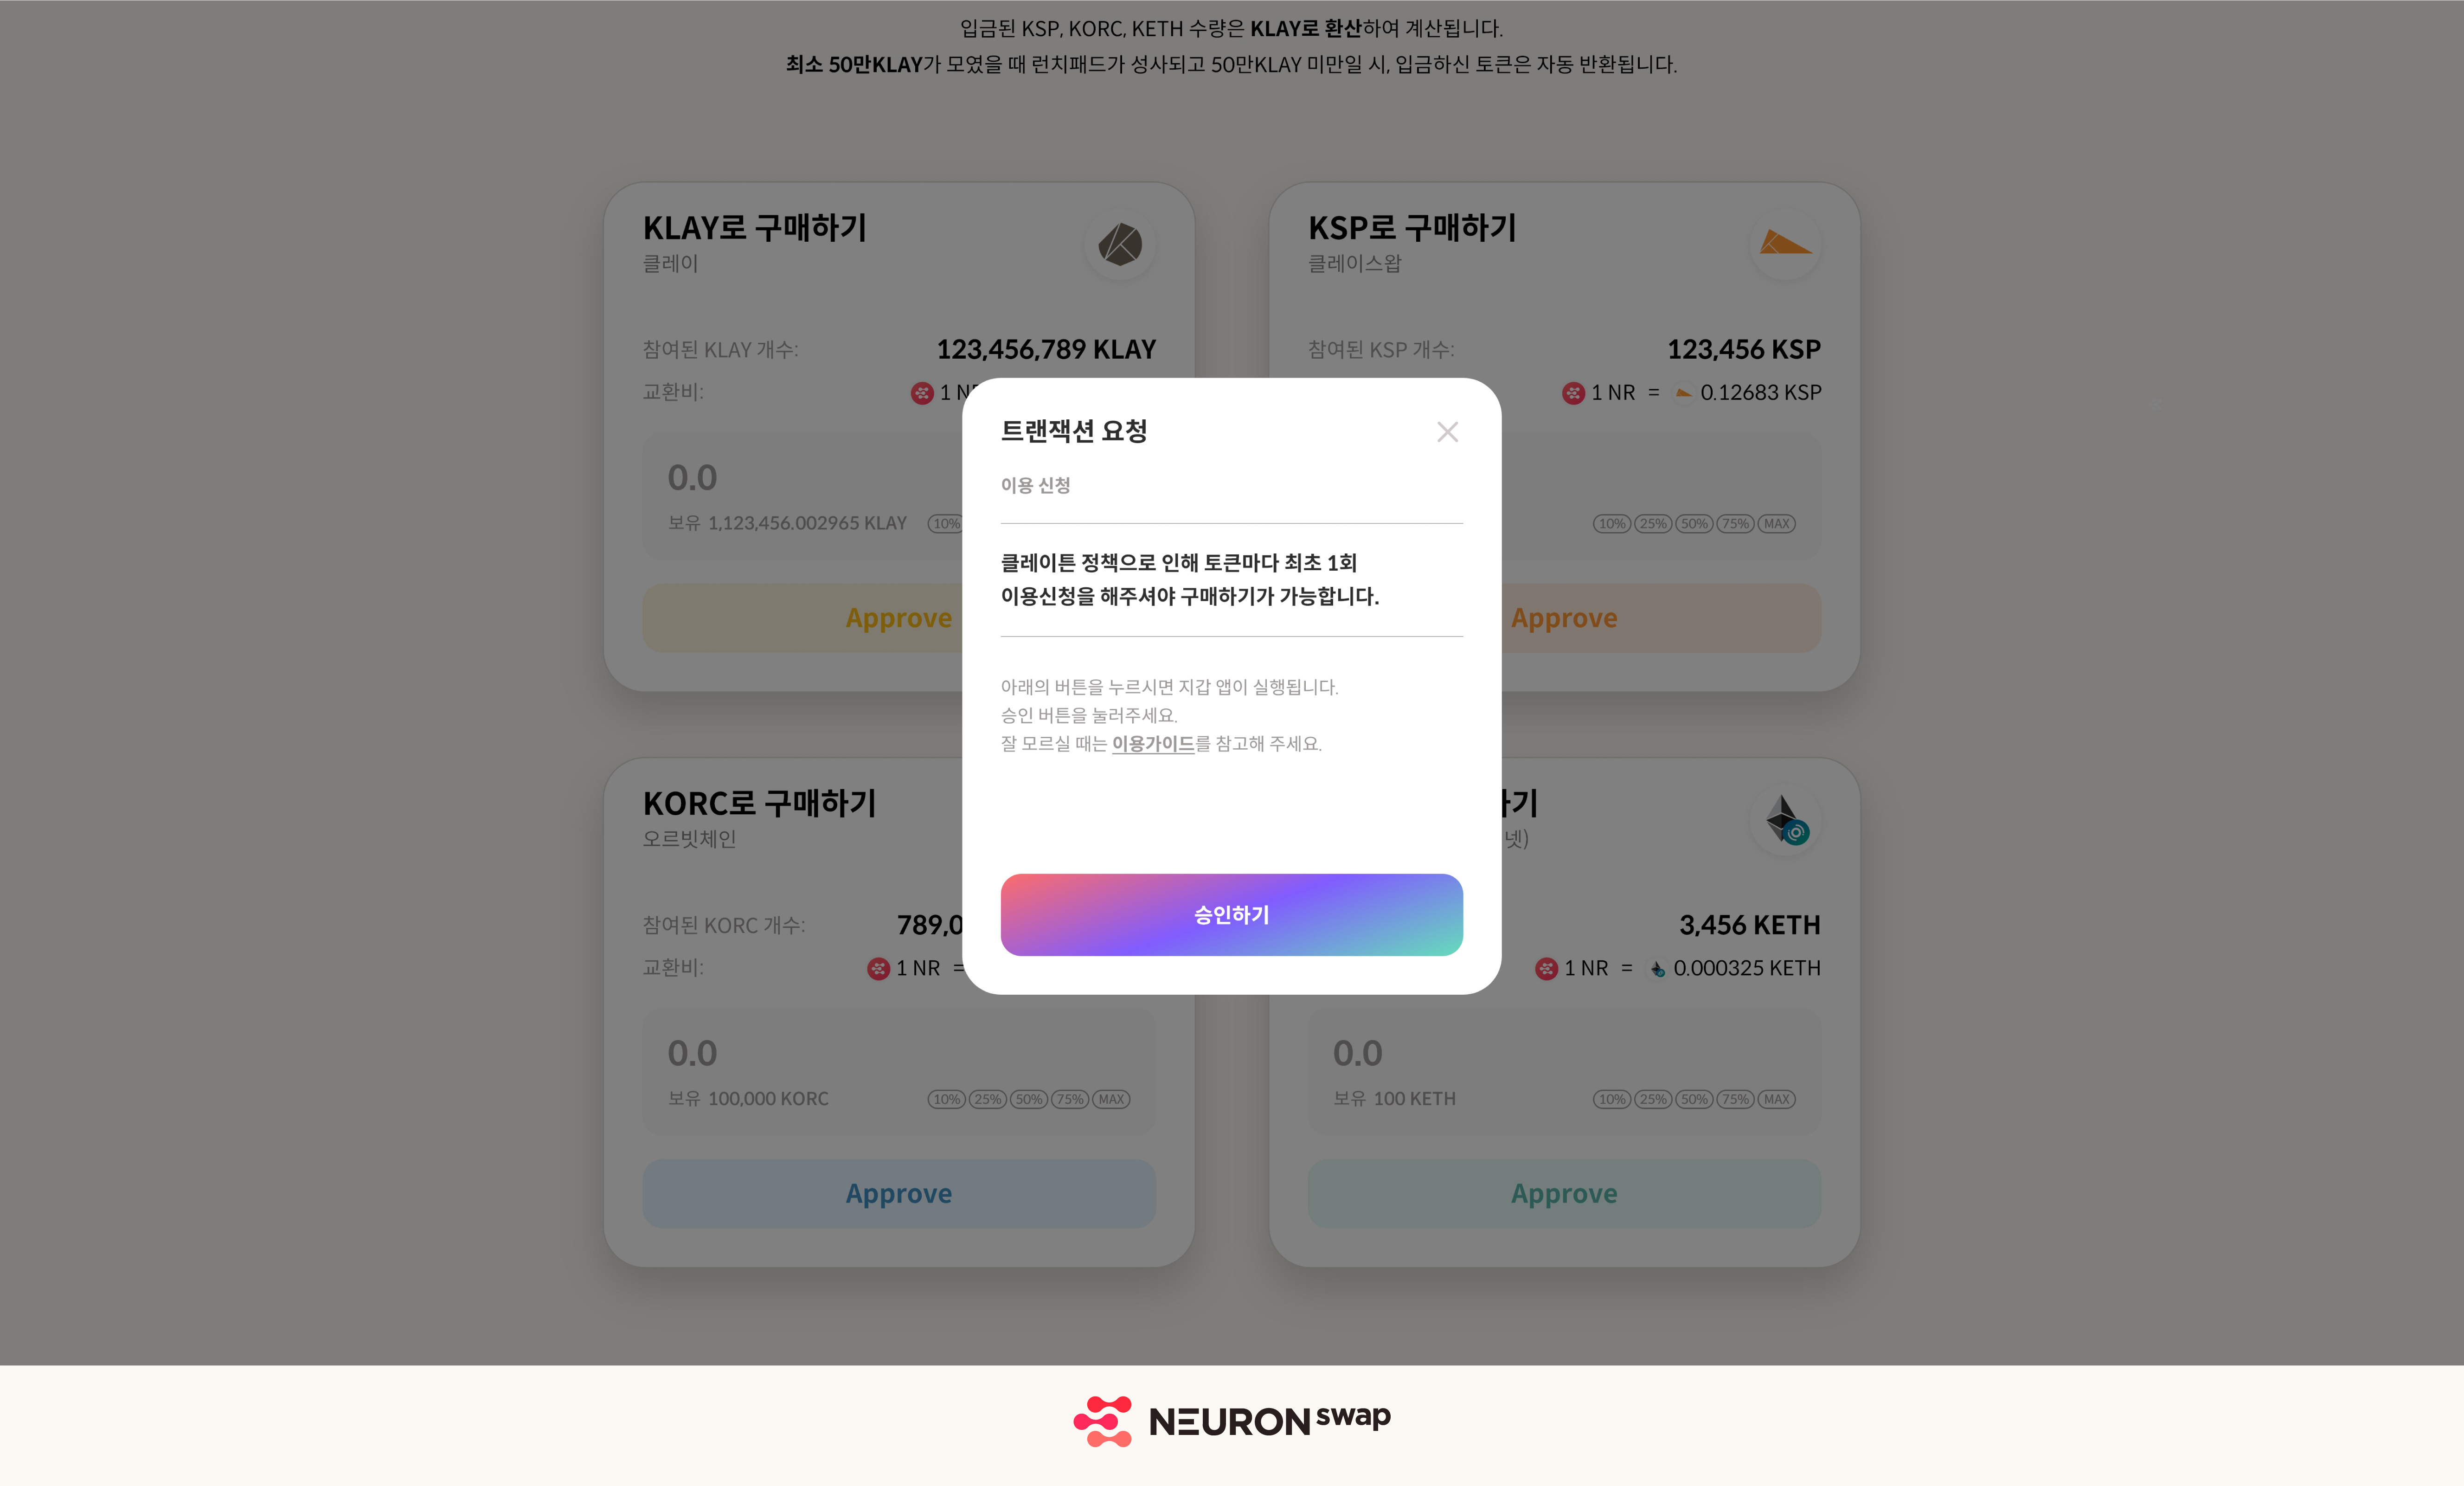 입금된 KSP, KORC, KETH 수량은 KLAY로 환산하여 계산됩니다.
최소 50만KLAY가 모였을 때 런치패드가 성사되고 50만KLAY 미만일 시, 입금하신 토큰은 자동 반환됩니다.
KLAY로 구매하기
클레이
참여된 KLAY 개수: 123,456,789 KLAY
교환비: 1
0.0
보유 1,123,456.002965 KLAY 10%
Approve
KSP로 구매하기
클레이스왑
참여된 KSP 개수: 123,456 KSP
1 NR = 0.12683 KSP
10% 25% 50% 75% MAX
Approve
트랜잭션 요청
이용 신청
클레이튼 정책으로 인해 토큰마다 최초 1회
이용신청을 해주셔야 구매하기가 가능합니다.
아래의 버튼을 누르시면 지갑 앱이 실행됩니다.
승인 버튼을 눌러주세요.
잘 모르실 때는 이용가이드를 참고해 주세요.
승인하기
KORC로 구매하기
오르빗체인
참여된 KORC 개수: 789,0
교환비: 1 NR =
0.0
보유 100,000 KORC 10% 25% 50% 75% MAX
Approve
하기
넷)
3,456 KETH
1 NR = 0.000325 KETH
0.0
보유 100 KETH 10% 25% 50% 75% MAX
Approve
NEURON swap